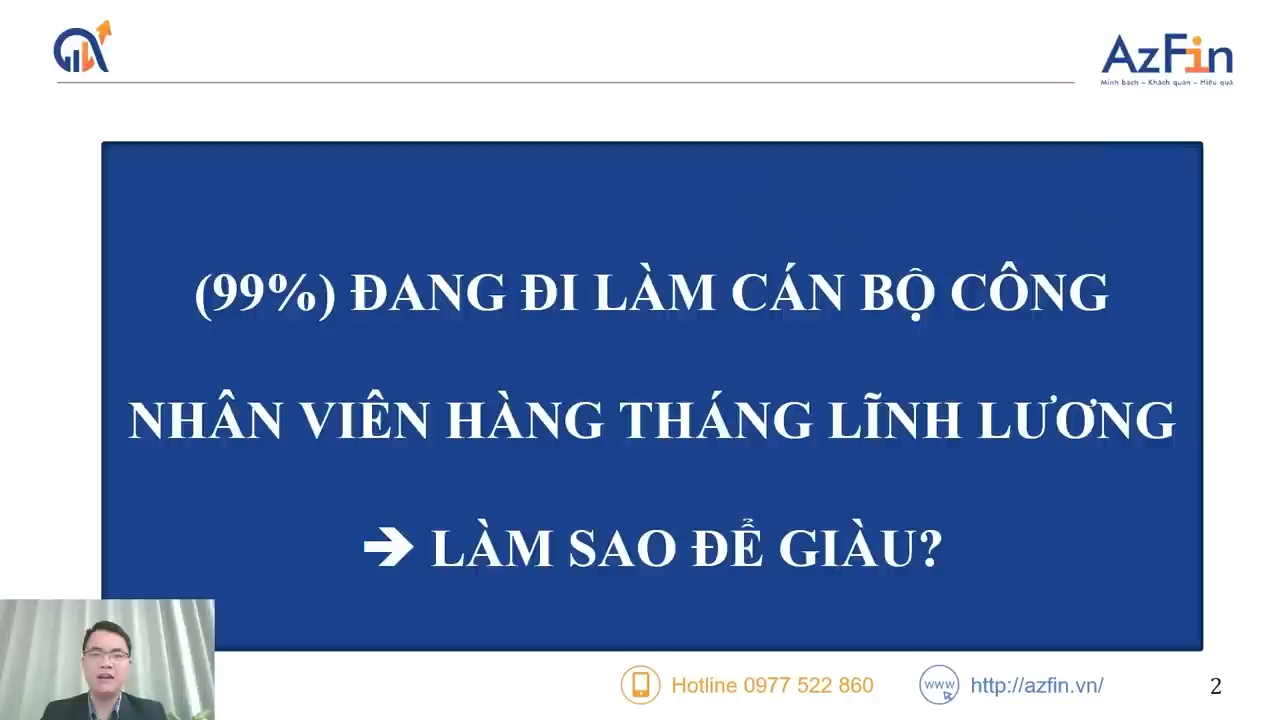 AzFin
Minh bạch – Khách quan – Hiệu quả
(99%) ĐANG ĐI LÀM CÁN BỘ CÔNG
NHÂN VIÊN HÀNG THÁNG LĨNH LƯƠNG
➔ LÀM SAO ĐỂ GIÀU?
Hotline 0977 522 860
www
http://azfin.vn/
2